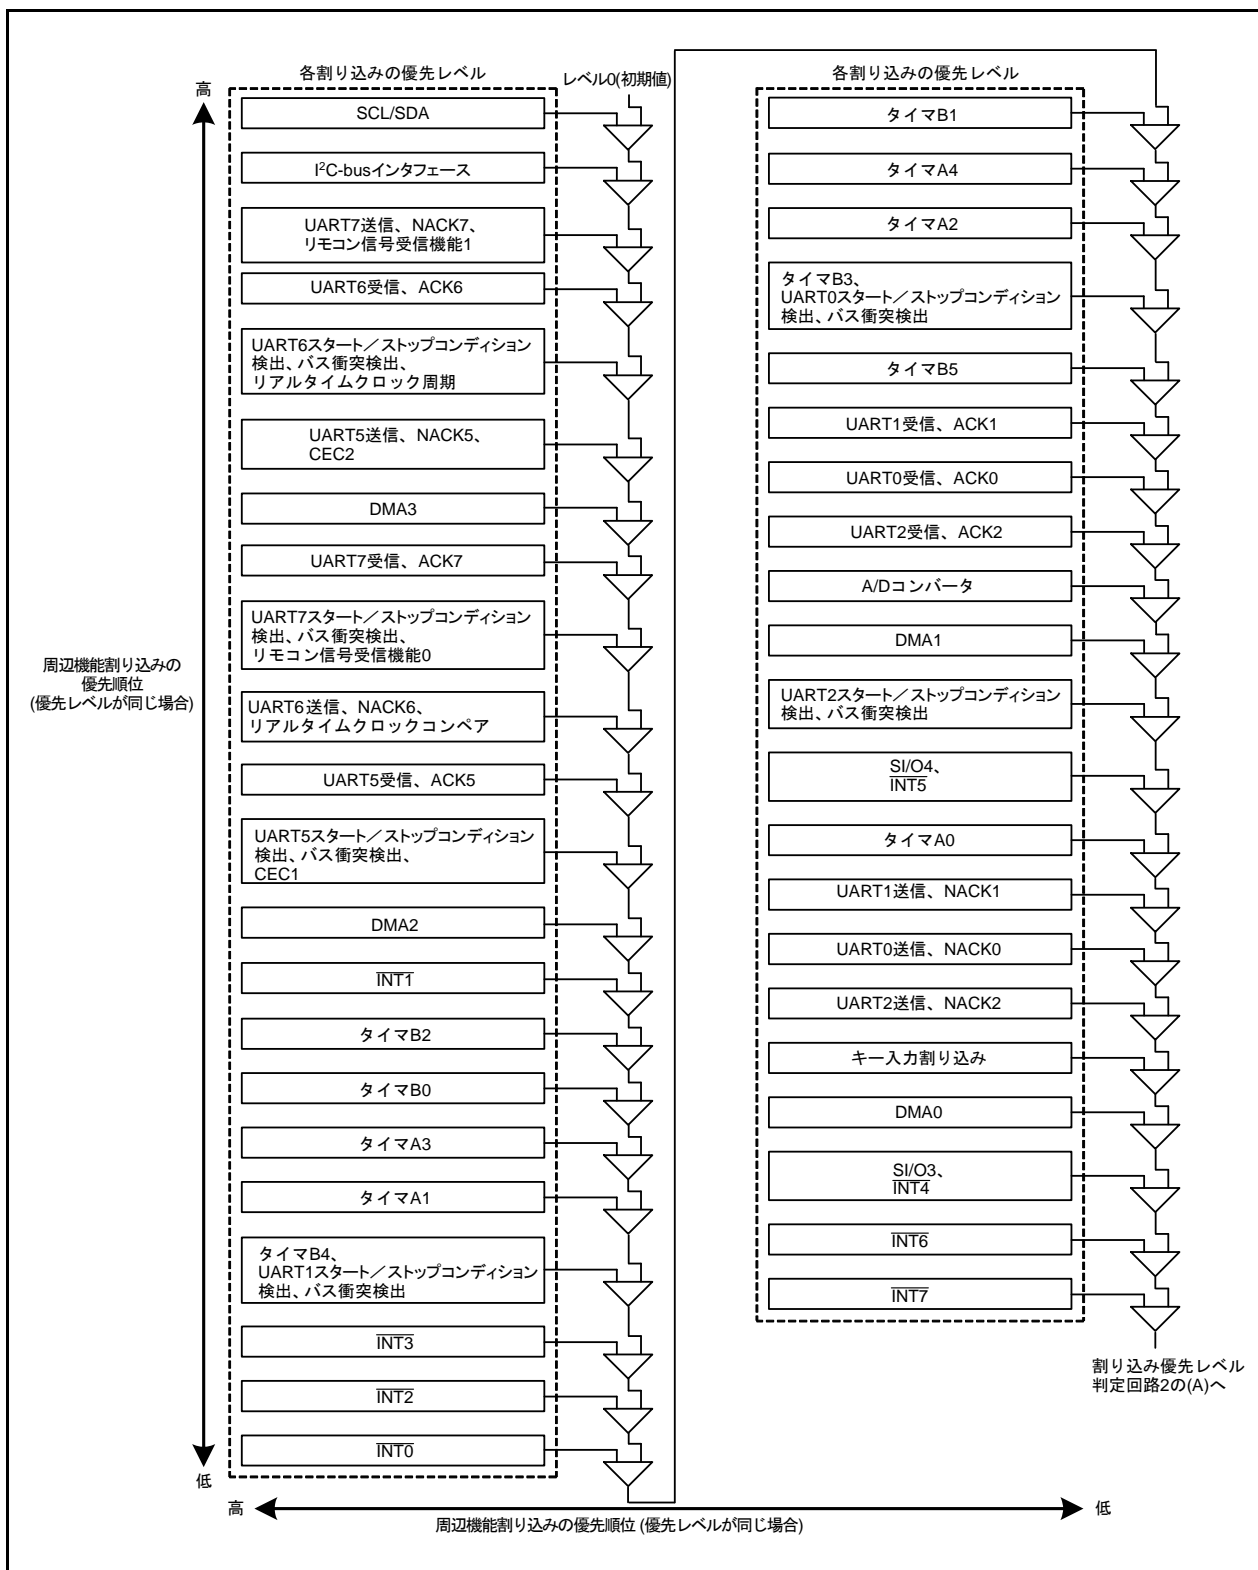 各割り込みの優先レベル
レベル0(初期値)
高
SCL/SDA
I²C-busインタフェース
UART7送信、NACK7、
リモコン信号受信機能1
UART6受信、ACK6
UART6スタート／ストップコンディション
検出、バス衝突検出、
リアルタイムクロック周期
UART5送信、NACK5、
CEC2
DMA3
UART7受信、ACK7
UART7スタート／ストップコンディション
検出、バス衝突検出、
リモコン信号受信機能0
周辺機能割り込みの
優先順位
(優先レベルが同じ場合)
UART6送信、NACK6、
リアルタイムクロックコンペア
UART5受信、ACK5
UART5スタート／ストップコンディション
検出、バス衝突検出、
CEC1
DMA2
INT1
タイマB2
タイマB0
タイマA3
タイマA1
タイマB4、
UART1スタート／ストップコンディション
検出、バス衝突検出
INT3
INT2
INT0
低
各割り込みの優先レベル
タイマB1
タイマA4
タイマA2
タイマB3、
UART0スタート／ストップコンディション
検出、バス衝突検出
タイマB5
UART1受信、ACK1
UART0受信、ACK0
UART2受信、ACK2
A/Dコンバータ
DMA1
UART2スタート／ストップコンディション
検出、バス衝突検出
SI/O4、
INT5
タイマA0
UART1送信、NACK1
UART0送信、NACK0
UART2送信、NACK2
キー入力割り込み
DMA0
SI/O3、
INT4
INT6
INT7
割り込み優先レベル
判定回路2の(A)へ
高
低
周辺機能割り込みの優先順位 (優先レベルが同じ場合)